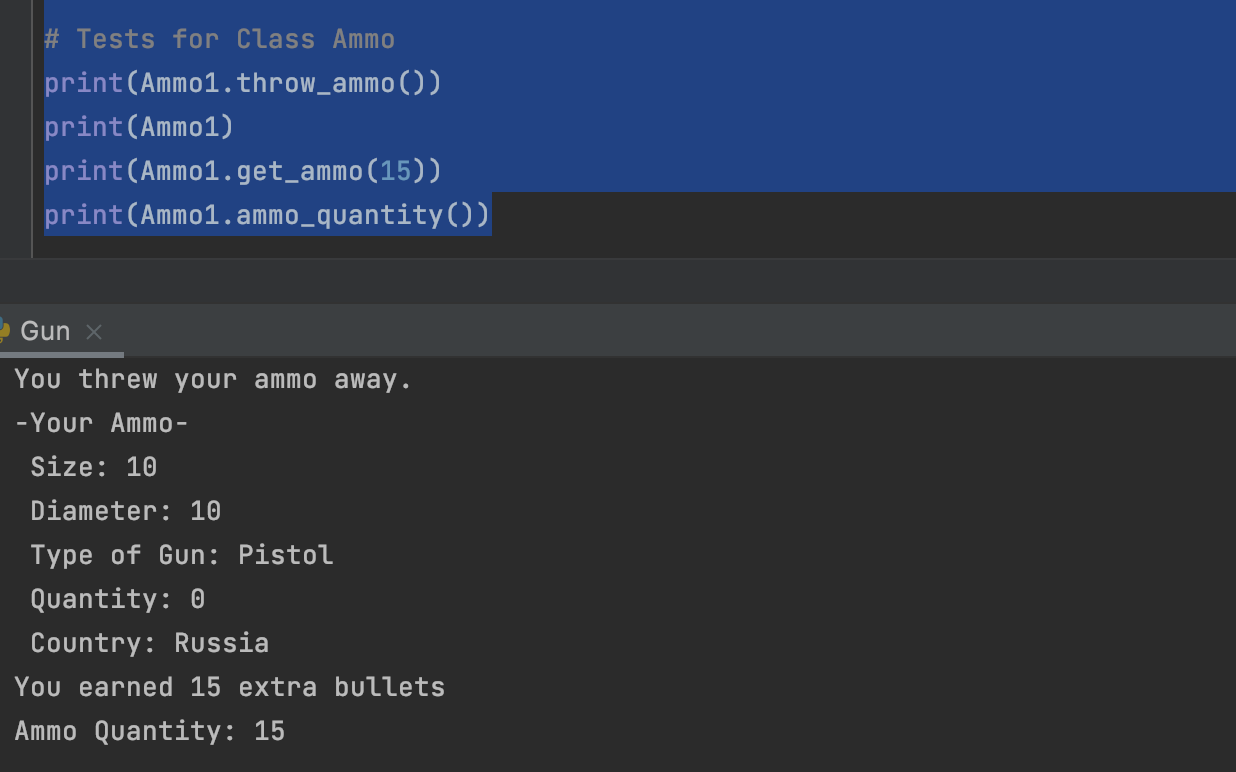 # Tests for Class Ammo
print(Ammo1.throw_ammo())
print(Ammo1)
print(Ammo1.get_ammo(15))
print(Ammo1.ammo_quantity())
Gun ×
You threw your ammo away.
-Your Ammo-
 Size: 10
 Diameter: 10
 Type of Gun: Pistol
 Quantity: 0
 Country: Russia
You earned 15 extra bullets
Ammo Quantity: 15